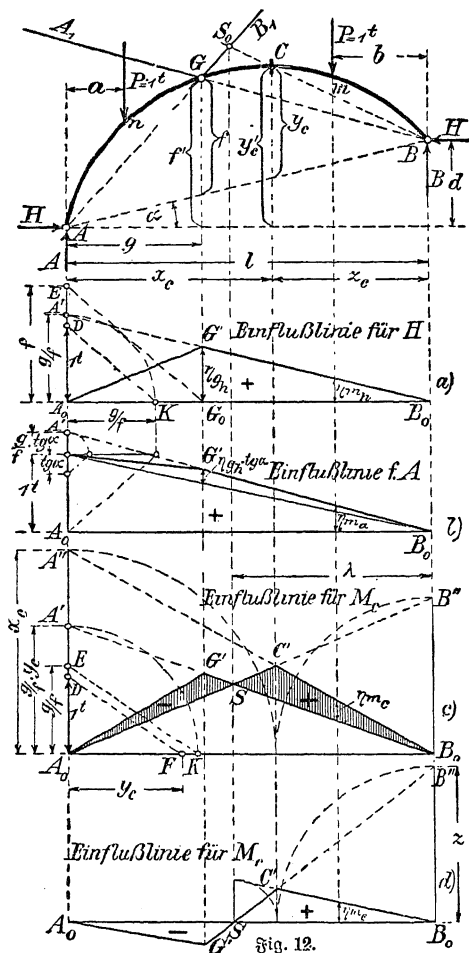 A₁ S₀ B₁
G C P=1ᵗ b
a P=1ᵗ
n m
f' f y'c yc
B H
H A α B d
A g
l
xc zc
E
A'
D
f g/f 1ᵗ
G' Einflußlinie für H
ηgh + ηmh a)
A₀ g/f K G₀ B₀
A'
g/f tgα
tgα G' ηgh·tgα Einflußlinie f. A
1ᵗ ηma
A₀ + B₀ b)
λ
A'' Einflußlinie für Mc B''
xc
A' G' C'
g/f·yc E
g/f D − S + ηmc
1ᵗ c)
A₀ F K B₀
yc B'''
Einflußlinie für Mc z
C' d)
A₀ − G' S + ηmc B₀
Fig. 12.